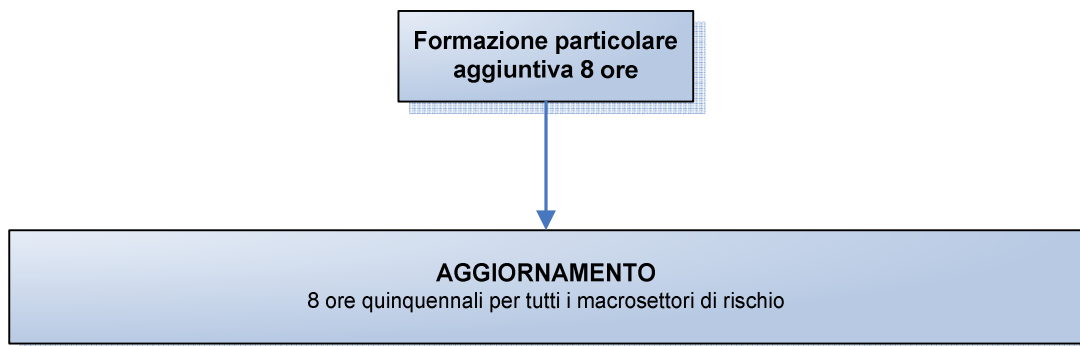 Formazione particolare
aggiuntiva 8 ore
AGGIORNAMENTO
8 ore quinquennali per tutti i macrosettori di rischio